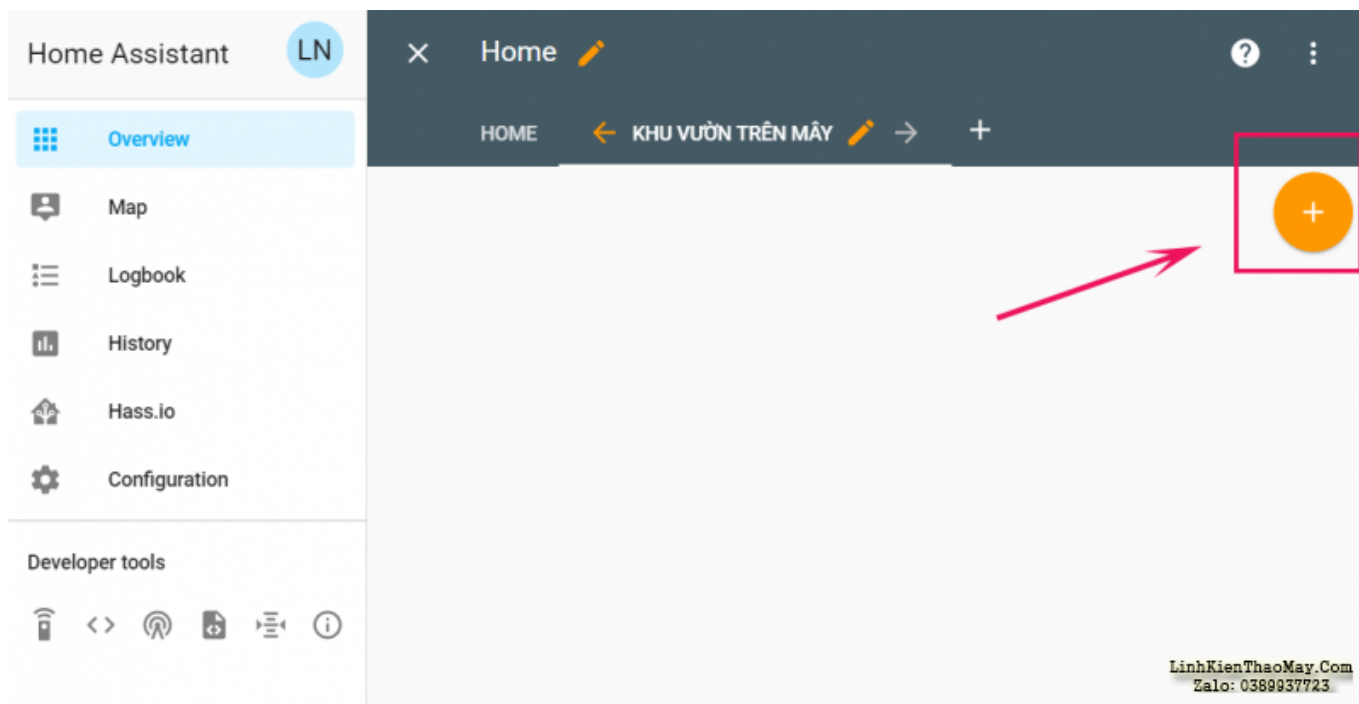 Home Assistant
LN
Overview
Map
Logbook
History
Hass.io
Configuration
Developer tools
Home
HOME
KHU VƯỜN TRÊN MÂY
LinhKienThaoMay.Com
Zalo: 0389937723